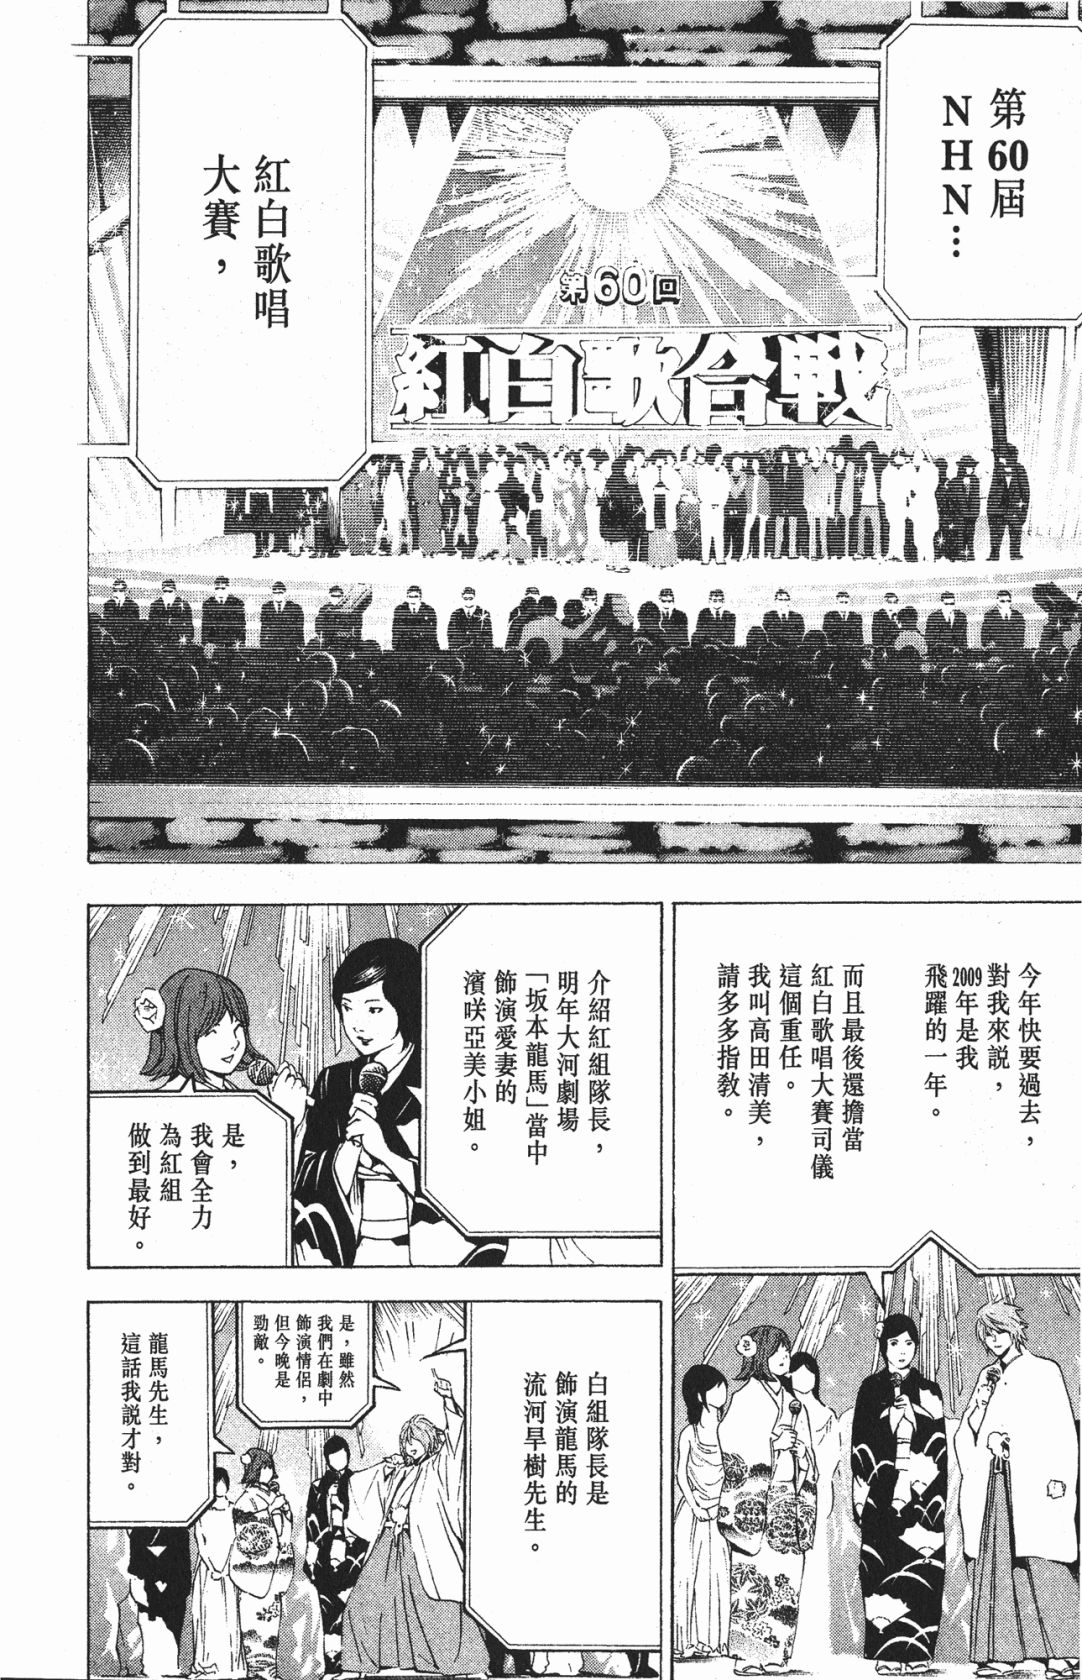 第60屆
NHN…
紅白歌唱
大賽，
第60回
紅白歌合戦
今年快要過去，
對我來說，
2009年是我
飛躍的一年。
而且最後還擔當
紅白歌唱大賽司儀
這個重任。
我叫高田清美，
請多多指教。
介紹紅組隊長，
明年大河劇場
「坂本龍馬」當中
飾演愛妻的
濱咲亞美小姐。
是，
我會全力
為紅組
做到最好。
白組隊長是
飾演龍馬的
流河旱樹先生。
是，雖然
我們在劇中
飾演情侶，
但今晚是
勁敵。
龍馬先生，
這話我說才對。